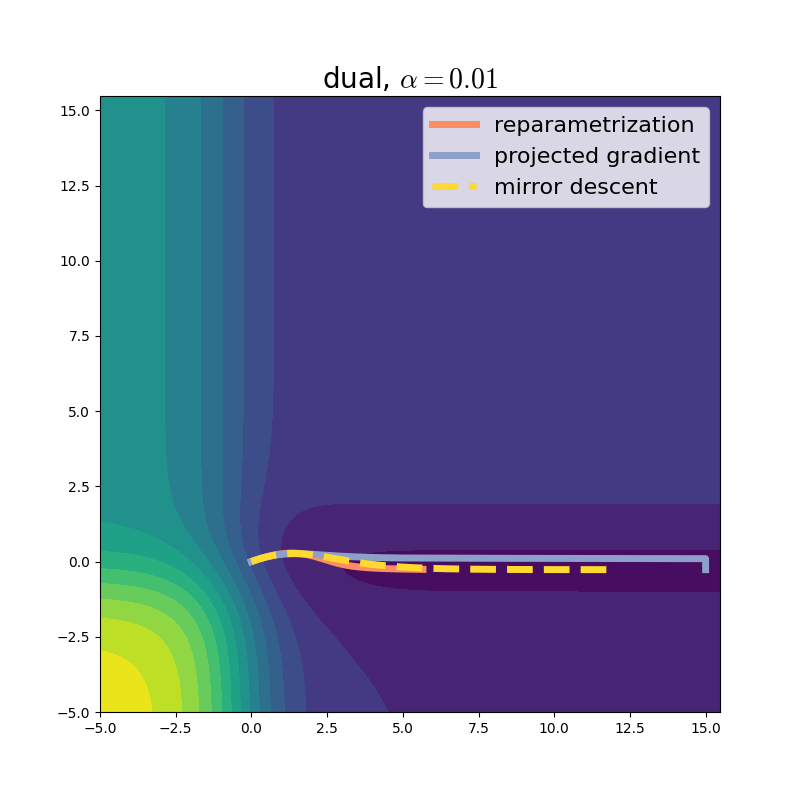 dual, α = 0.01
reparametrization
projected gradient
mirror descent
15.0
12.5
10.0
7.5
5.0
2.5
0.0
−2.5
−5.0
−5.0 −2.5 0.0 2.5 5.0 7.5 10.0 12.5 15.0